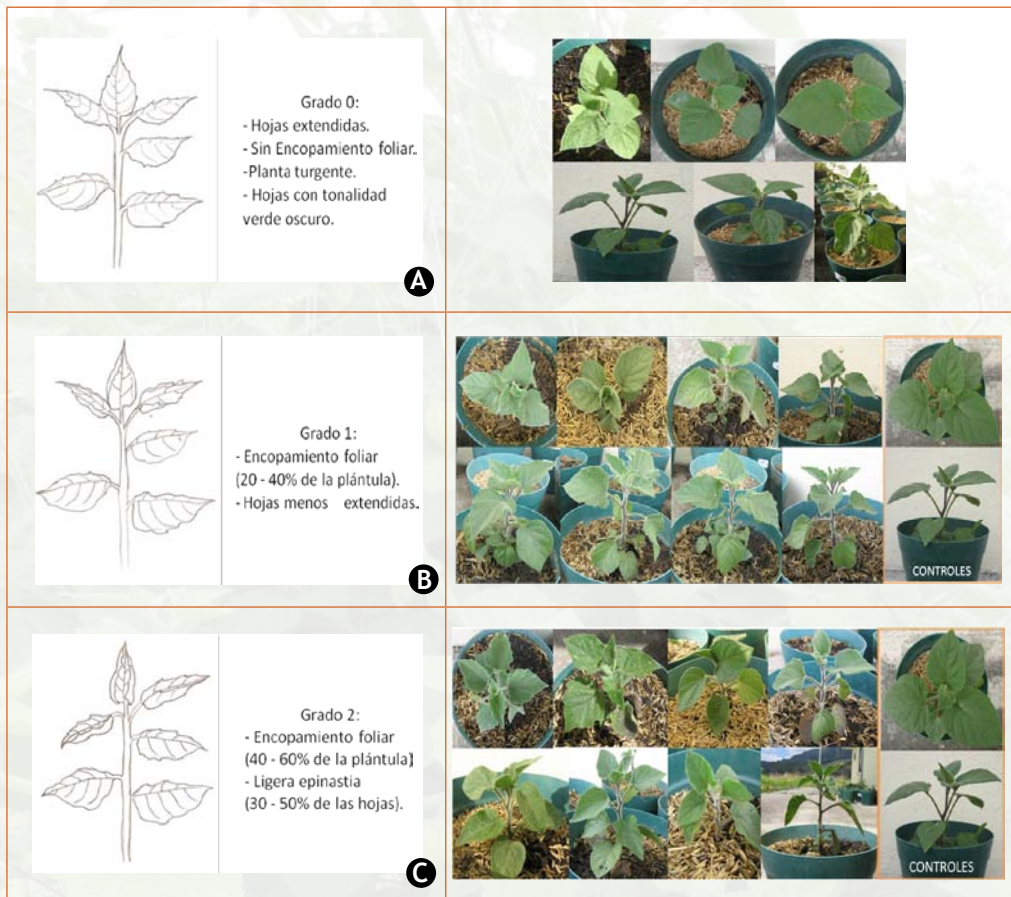 Grado 0:
- Hojas extendidas.
- Sin Encopamiento foliar.
-Planta turgente.
- Hojas con tonalidad
verde oscuro.
A
Grado 1:
- Encopamiento foliar
(20 - 40% de la plántula).
- Hojas menos extendidas.
CONTROLES
B
Grado 2:
- Encopamiento foliar
(40 - 60% de la plántula)
- Ligera epinastia
(30 - 50% de las hojas).
CONTROLES
C